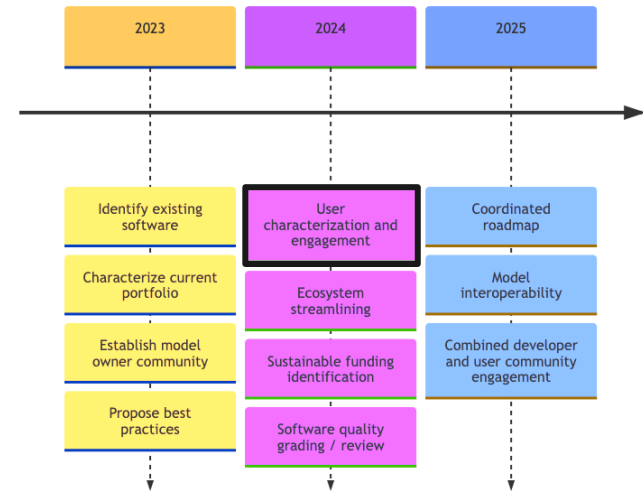 2023
2024
2025
Identify existing
software
Characterize current
portfolio
Establish model
owner community
Propose best
practices
User
characterization and
engagement
Ecosystem
streamlining
Sustainable funding
identification
Software quality
grading / review
Coordinated
roadmap
Model
interoperability
Combined developer
and user community
engagement